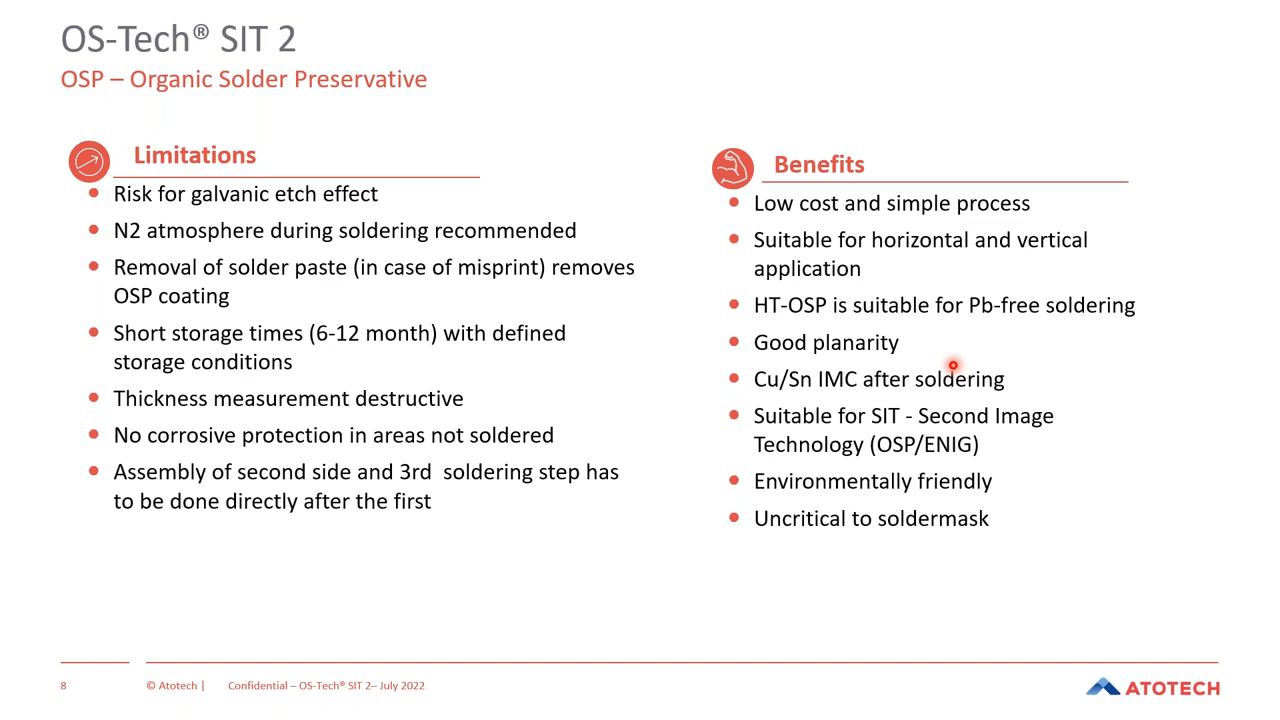 OS-Tech® SIT 2
OSP – Organic Solder Preservative
Limitations
Risk for galvanic etch effect
N2 atmosphere during soldering recommended
Removal of solder paste (in case of misprint) removes
OSP coating
Short storage times (6-12 month) with defined
storage conditions
Thickness measurement destructive
No corrosive protection in areas not soldered
Assembly of second side and 3rd  soldering step has
to be done directly after the first
Benefits
Low cost and simple process
Suitable for horizontal and vertical
application
HT-OSP is suitable for Pb-free soldering
Good planarity
Cu/Sn IMC after soldering
Suitable for SIT - Second Image
Technology (OSP/ENIG)
Environmentally friendly
Uncritical to soldermask
8
© Atotech |
Confidential – OS-Tech® SIT 2– July 2022
ATOTECH